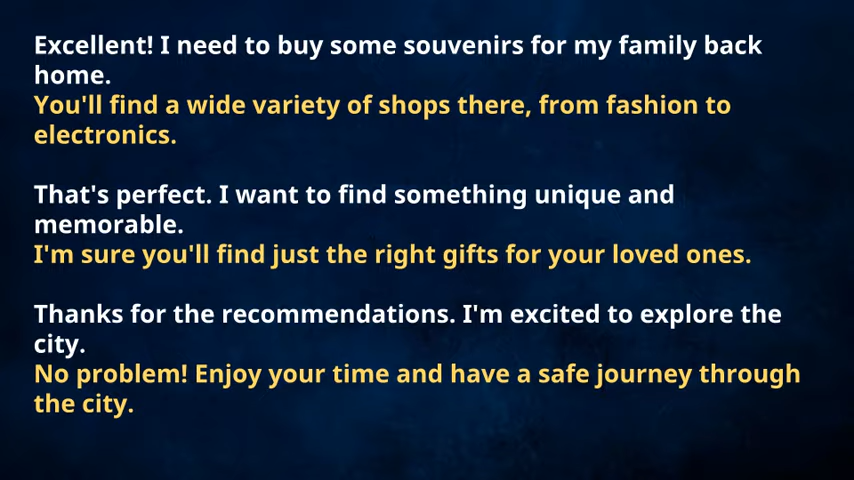 Excellent! I need to buy some souvenirs for my family back
home.
You'll find a wide variety of shops there, from fashion to
electronics.
That's perfect. I want to find something unique and
memorable.
I'm sure you'll find just the right gifts for your loved ones.
Thanks for the recommendations. I'm excited to explore the
city.
No problem! Enjoy your time and have a safe journey through
the city.